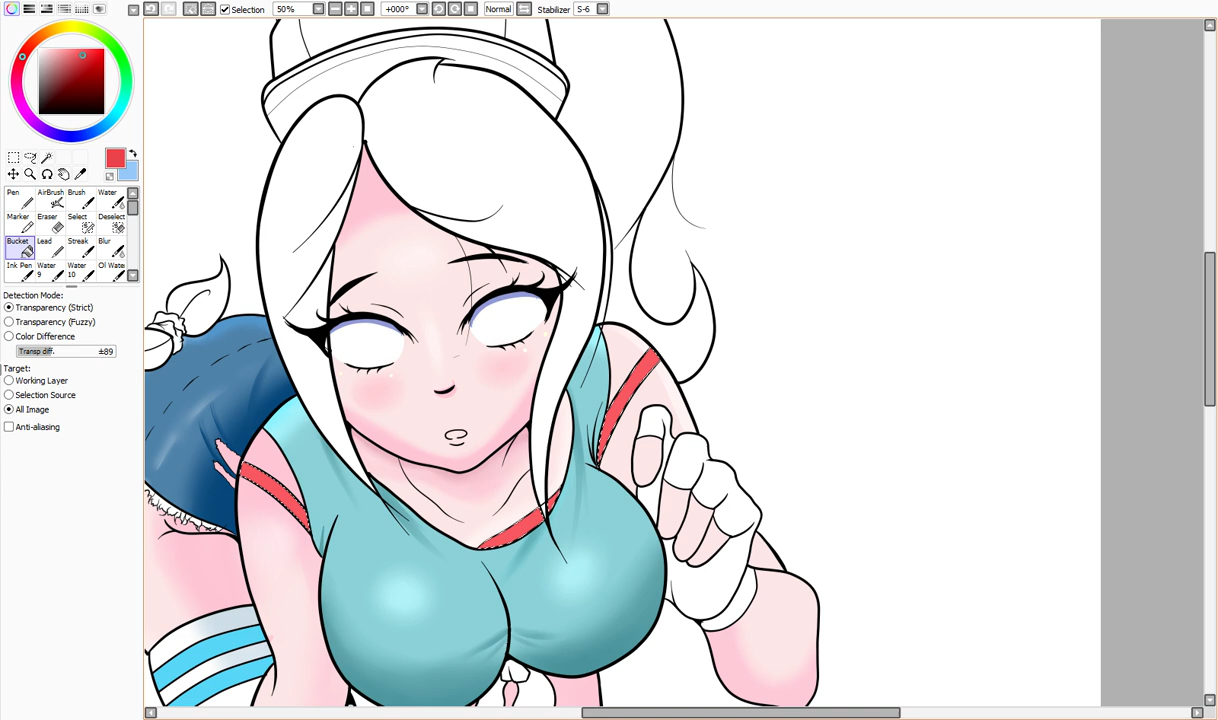 Selection 50% +000° Normal Stabilizer S-6
Pen AirBrush Brush Water
Marker Eraser Select Deselect
Bucket Lead Streak Blur
Ink Pen Water Water Oil Water
9 10
Detection Mode:
Transparency (Strict)
Transparency (Fuzzy)
Color Difference
Transp diff. ±89
Target:
Working Layer
Selection Source
All Image
Anti-aliasing